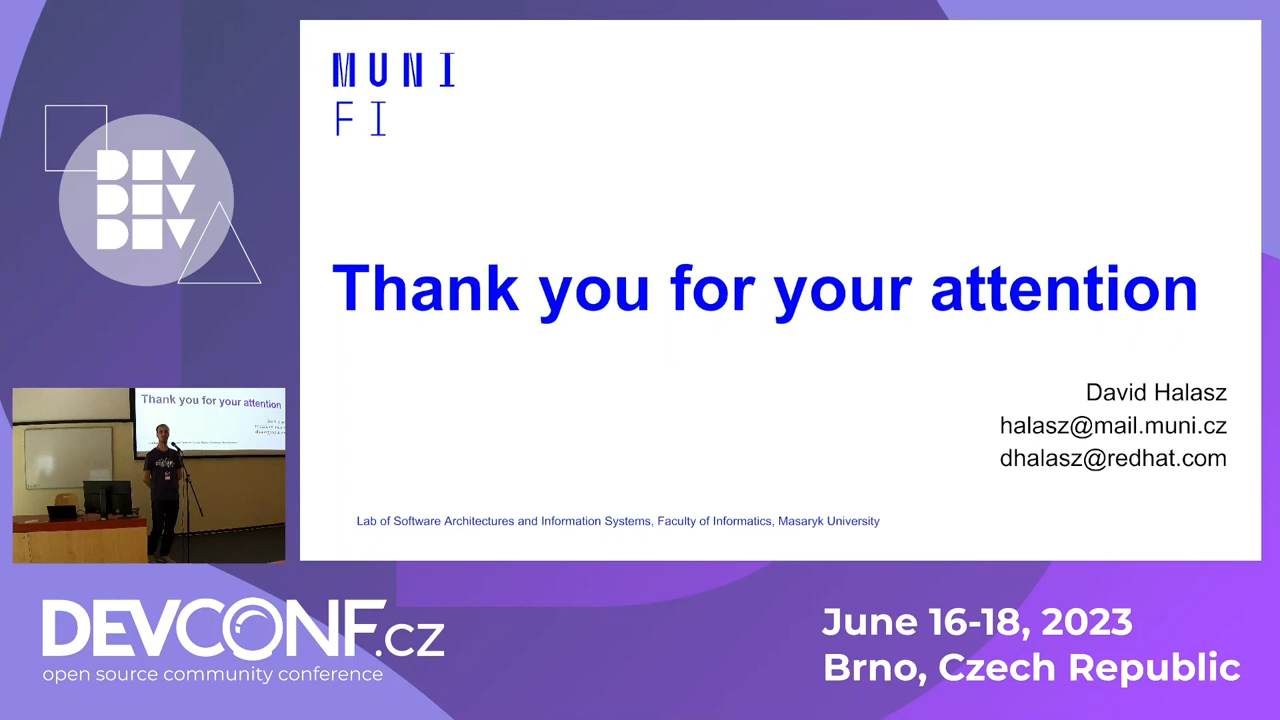 MUNI
FI
DEV
DEV
DEV
Thank you for your attention
David Halasz
halasz@mail.muni.cz
dhalasz@redhat.com
Lab of Software Architectures and Information Systems, Faculty of Informatics, Masaryk University
Thank you for your attention
DEVCONF.cz
open source community conference
June 16-18, 2023
Brno, Czech Republic